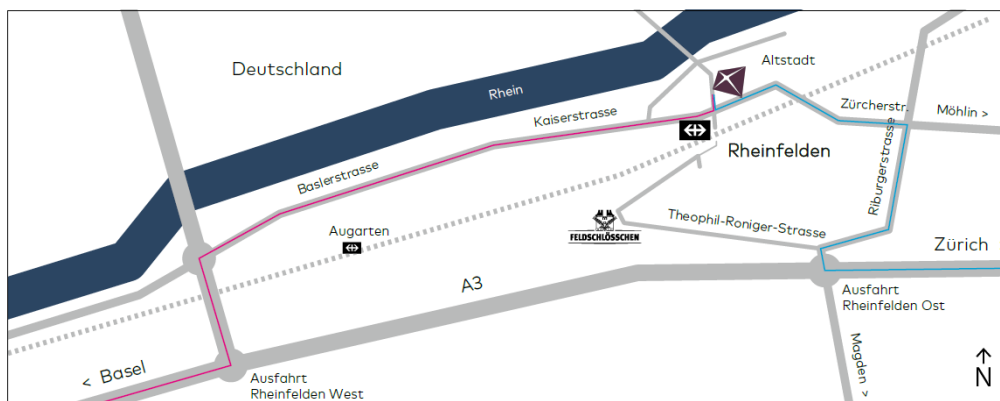 Deutschland
Rhein
Altstadt
Kaiserstrasse
Zürcherstr.
Möhlin >
Baslerstrasse
Rheinfelden
Riburgerstrasse
Augarten
FELDSCHLÖSSCHEN
Theophil-Roniger-Strasse
Zürich
A3
Ausfahrt
Rheinfelden Ost
< Basel
Ausfahrt
Rheinfelden West
Magden >
N